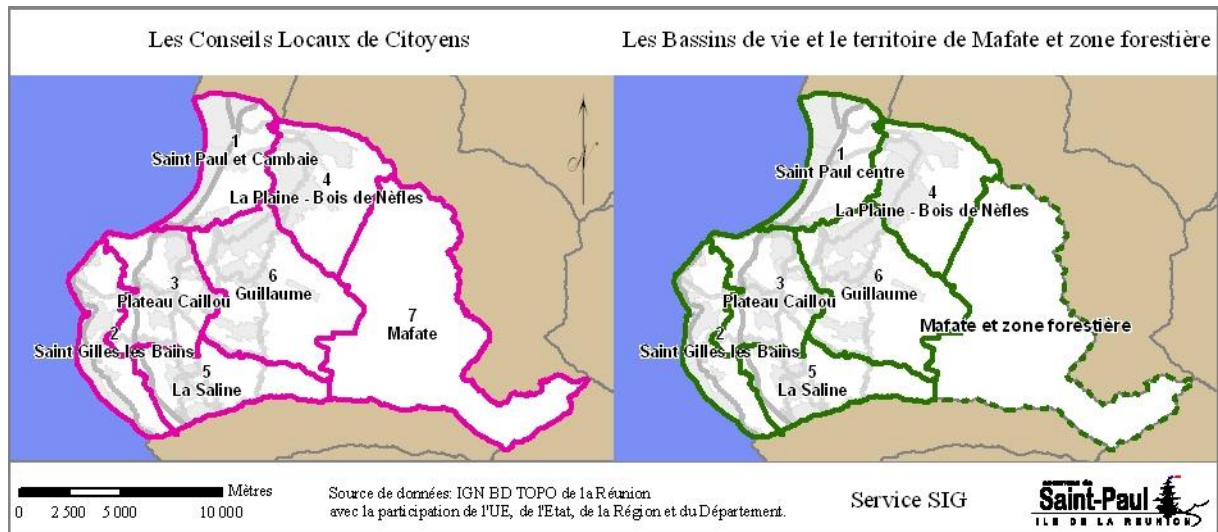 Les Conseils Locaux de Citoyens
1
Saint Paul et Cambaie
4
La Plaine - Bois de Nèfles
3
Plateau Caillou
6
Guillaume
7
Mafate
2
Saint Gilles les Bains
5
La Saline
Les Bassins de vie et le territoire de Mafate et zone forestière
1
Saint Paul centre
4
La Plaine - Bois de Nèfles
3
Plateau Caillou
6
Guillaume
Mafate et zone forestière
2
Saint Gilles les Bains
5
La Saline
Mètres
0 2 500 5 000 10 000
Source de données: IGN BD TOPO de la Réunion
avec la participation de l'UE, de l'Etat, de la Région et du Département.
Service SIG
Saint-Paul
ILE DE LA REUNION